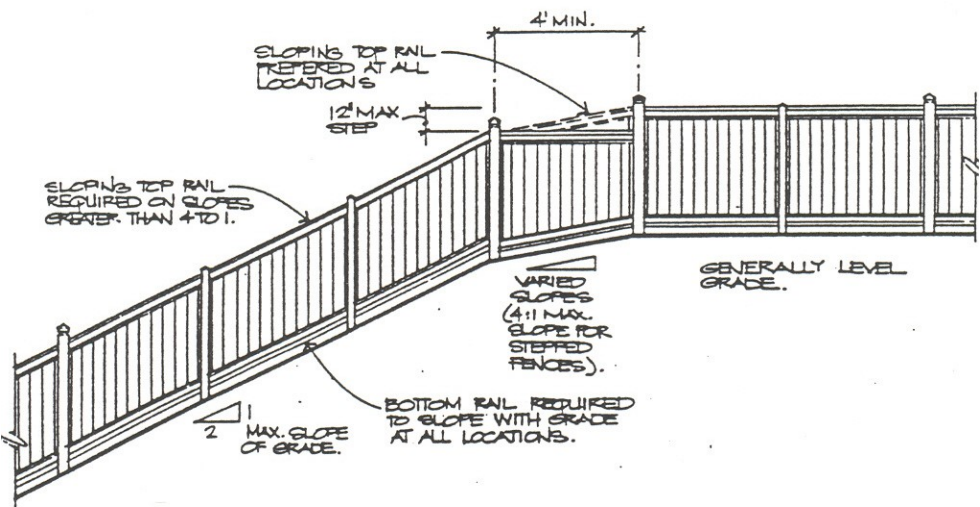 4' MIN.
SLOPING TOP RAIL
PREFERED AT ALL
LOCATIONS
12" MAX
STEP
SLOPING TOP RAIL
REQUIRED ON SLOPES
GREATER THAN 4 TO 1.
VARIED
SLOPES
(4:1 MAX.
SLOPE FOR
STEPPED
FENCES).
GENERALLY LEVEL
GRADE.
1
2
MAX. SLOPE
OF GRADE.
BOTTOM RAIL REQUIRED
TO SLOPE WITH GRADE
AT ALL LOCATIONS.